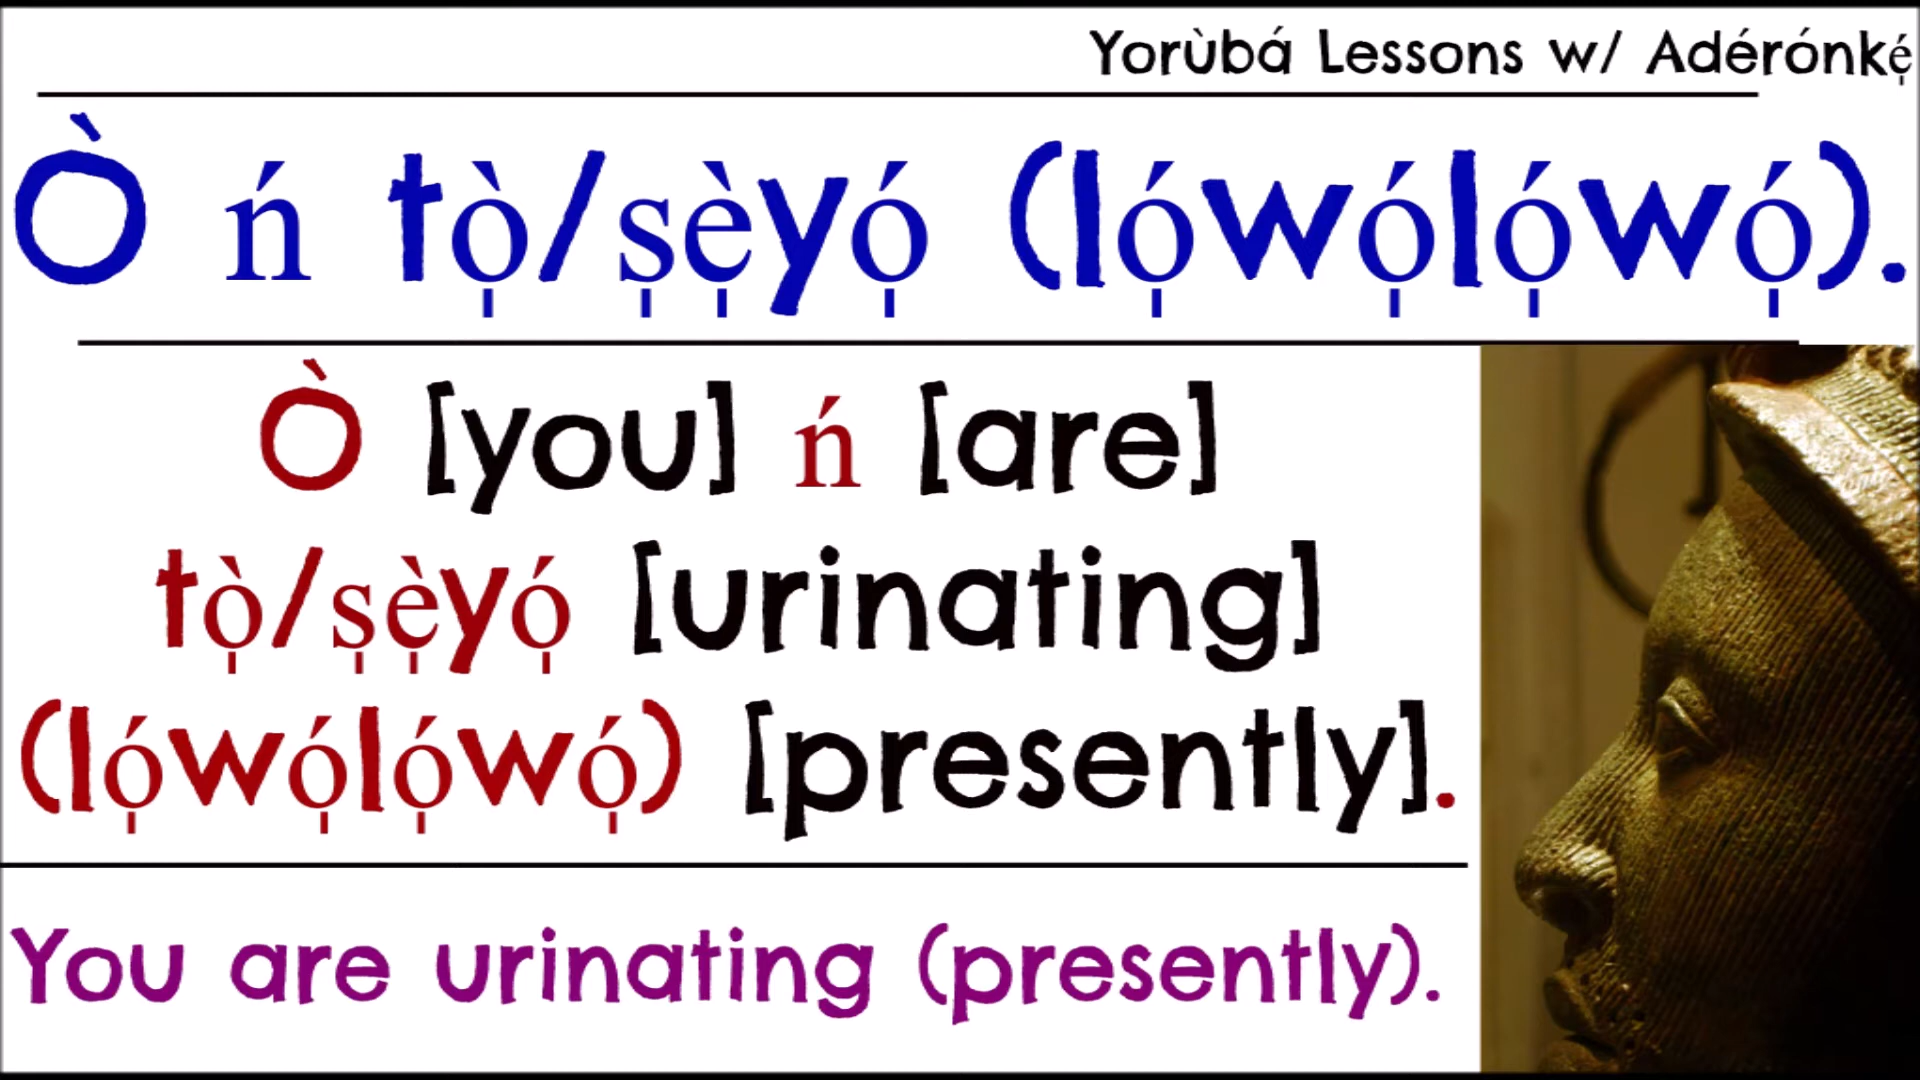 Yorùbá Lessons w/ Adérónkẹ́
Ò ń tọ̀/ṣẹ̀yọ́ (lọ́wọ́lọ́wọ́).
Ò [you] ń [are]
tọ̀/ṣẹ̀yọ́ [urinating]
(lọ́wọ́lọ́wọ́) [presently].
You are urinating (presently).